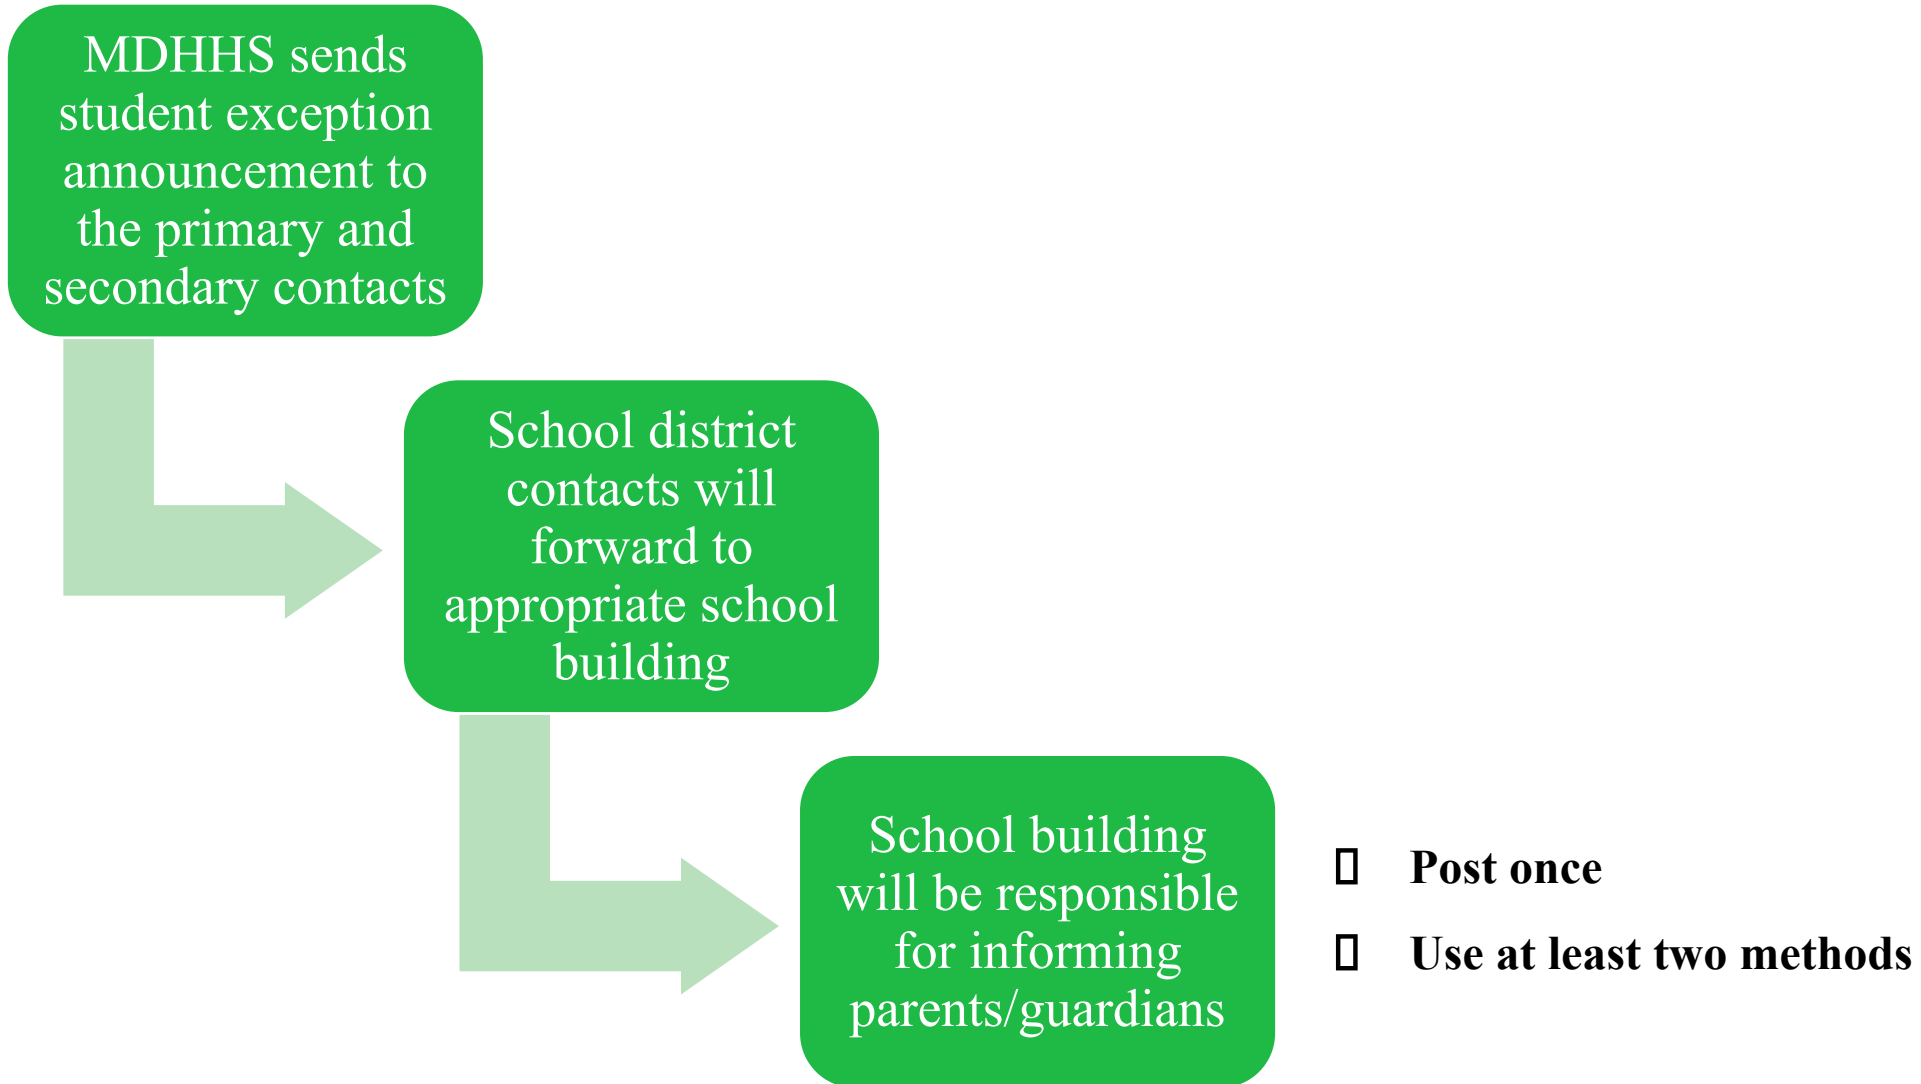 MDHHS sends
student exception
announcement to
the primary and
secondary contacts
School district
contacts will
forward to
appropriate school
building
School building
will be responsible
for informing
parents/guardians
Post once
Use at least two methods